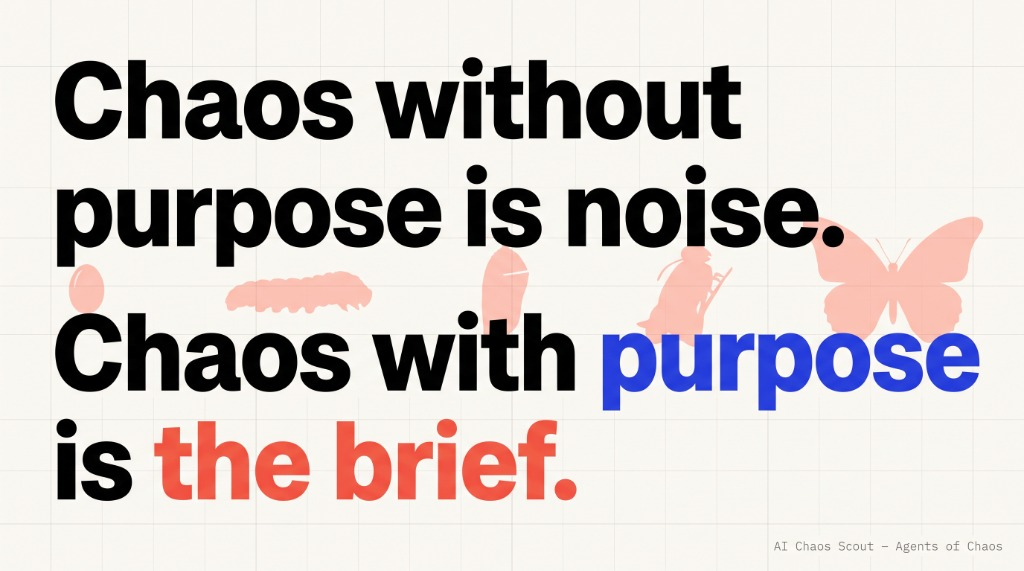 Chaos without
purpose is noise.
Chaos with purpose
is the brief.
AI Chaos Scout — Agents of Chaos